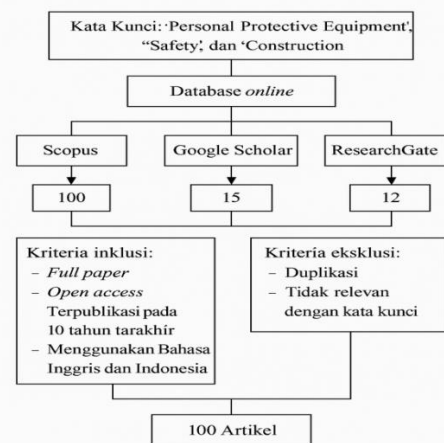 Kata Kunci: 'Personal Protective Equipment',
“Safety', dan ‘Construction
Database online
Scopus
Google Scholar
ResearchGate
100
15
12
Kriteria inklusi:
– Full paper
– Open access
Terpublikasi pada
10 tahun tarakhir
– Menggunakan Bahasa
Inggris dan Indonesia
Kritería eksklusi:
– Duplikasi
– Tidak relevan
dengan kata kunci
100 Artikel